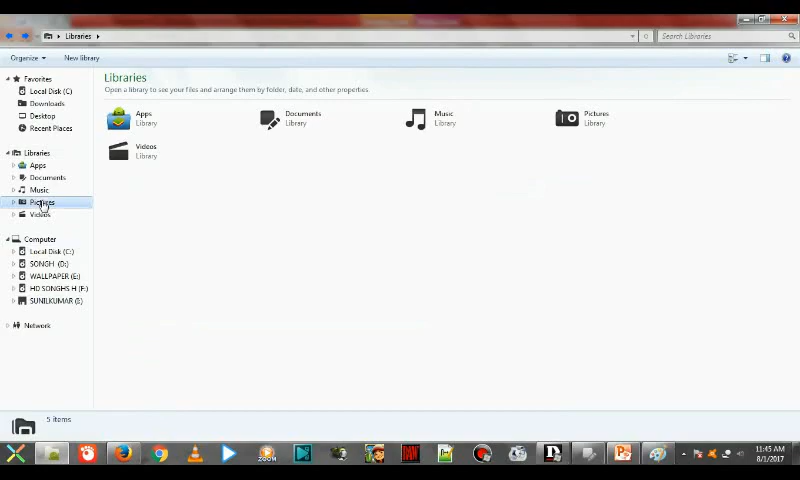 Libraries
Search Libraries
Organize
New library
Favorites
Local Disk (C)
Downloads
Desktop
Recent Places
Libraries
Apps
Documents
Music
Pictures
Videos
Computer
Local Disk (C:)
SONGH (D:)
WALLPAPER (E:)
HD SONGHS H (F:)
SUNILKUMAR (I:)
Network
Libraries
Open a library to see your files and arrange them by folder, date, and other properties.
Apps
Library
Documents
Library
Music
Library
Pictures
Library
Videos
Library
5 items
ZOOM
11:45 AM
8/1/2017